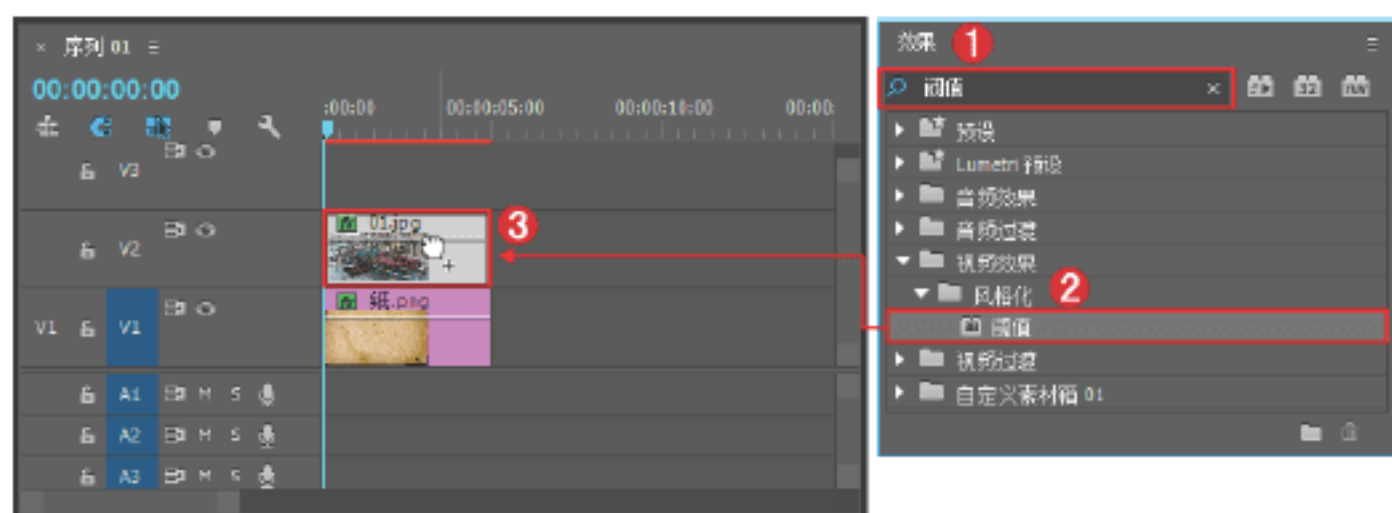 × 序列 01
00:00:00:00
:00:00 00:00:05:00 00:00:10:00 00:00:
V3
V2
01.jpg
3
V1 V1
纸.png
A1 M S
A2 M S
A3 M S
效果 1
阈值 ×
预设
Lumetri 预设
音频效果
音频过渡
视频效果
风格化 2
阈值
视频过渡
自定义素材箱 01